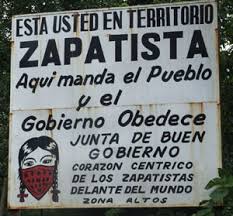 ESTA USTED EN TERRITORIO
ZAPATISTA
Aqui manda el Pueblo
y el
Gobierno Obedece
JUNTA DE BUEN
GOBIERNO
CORAZON CENTRICO
DE LOS ZAPATISTAS
DELANTE DEL MUNDO
ZONA ALTOS